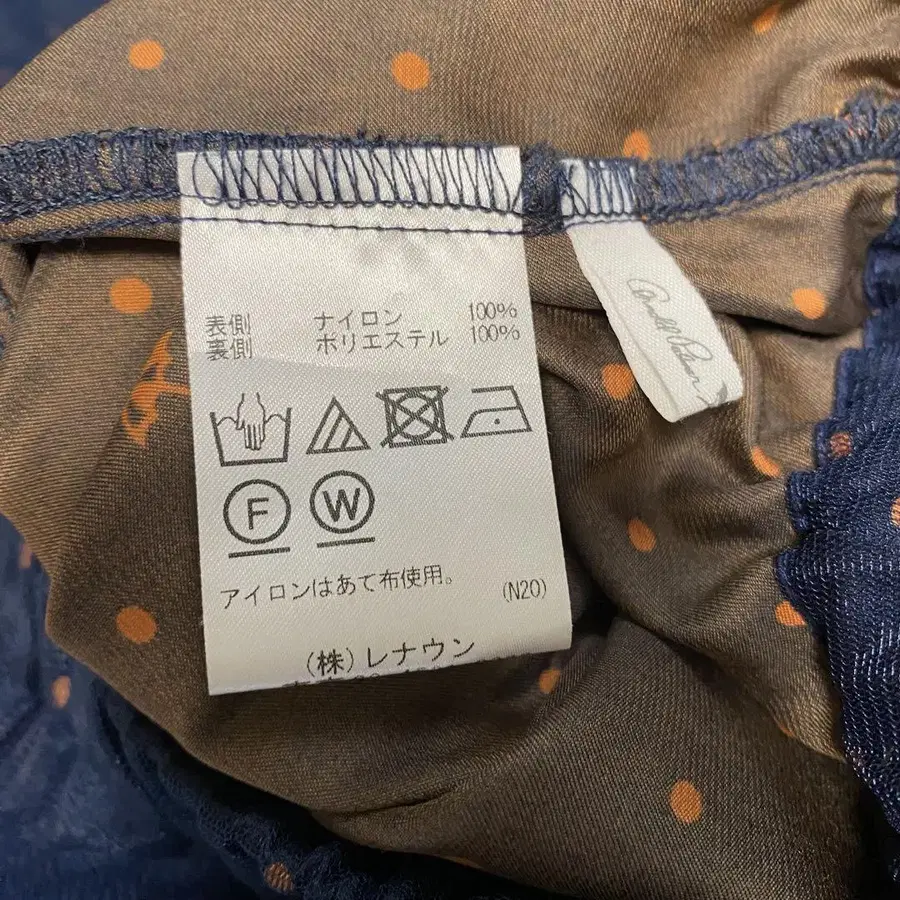 表側 ナイロン 100%
裏側 ポリエステル 100%
F W
アイロンはあて布使用。
(N20)
(株)レナウン